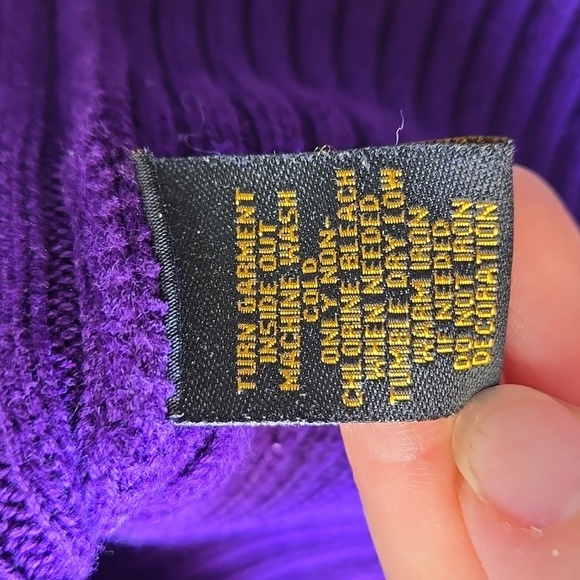 TURN GARMENT
INSIDE OUT
MACHINE WASH
COLD
ONLY NON-
CHLORINE BLEACH
WHEN NEEDED
TUMBLE DRY LOW
WARM IRON
IF NEEDED
DO NOT IRON
DECORATION